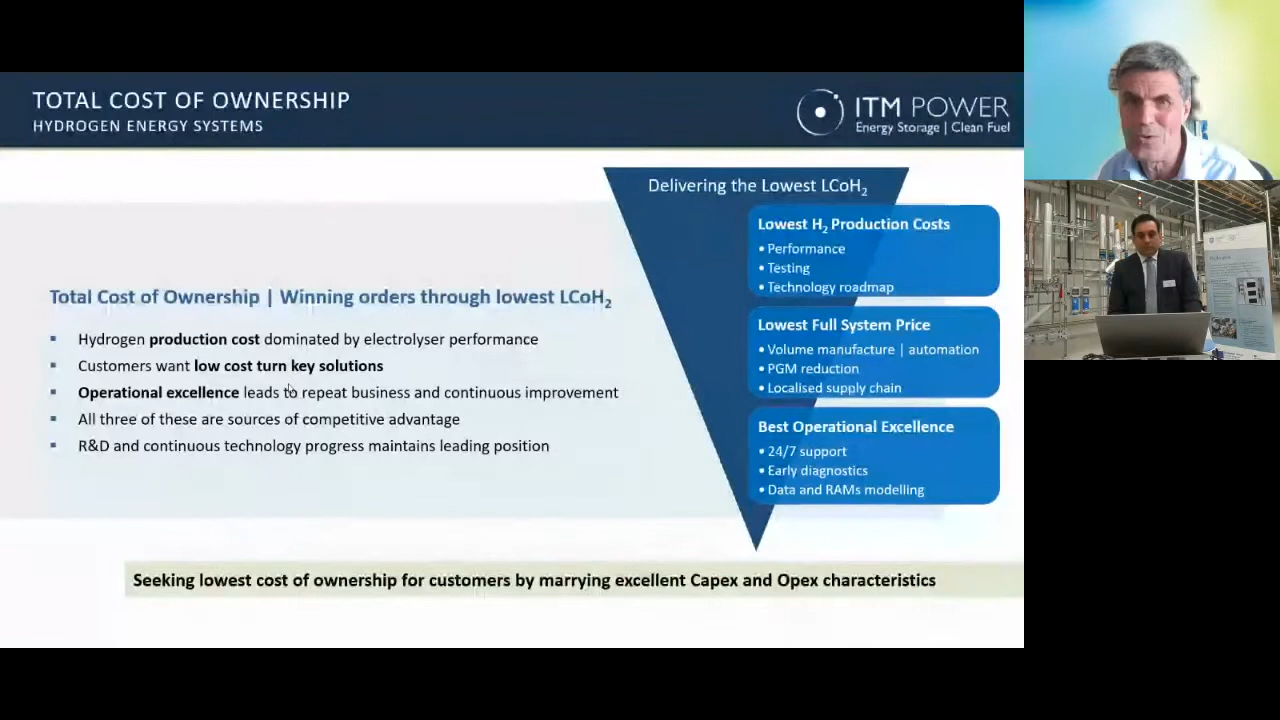 TOTAL COST OF OWNERSHIP
HYDROGEN ENERGY SYSTEMS
ITM POWER
Energy Storage | Clean Fuel
Delivering the Lowest LCoH2
Total Cost of Ownership | Winning orders through lowest LCoH2
▪ Hydrogen production cost dominated by electrolyser performance
▪ Customers want low cost turn key solutions
▪ Operational excellence leads to repeat business and continuous improvement
▪ All three of these are sources of competitive advantage
▪ R&D and continuous technology progress maintains leading position
Lowest H2 Production Costs
• Performance
• Testing
• Technology roadmap
Lowest Full System Price
• Volume manufacture | automation
• PGM reduction
• Localised supply chain
Best Operational Excellence
• 24/7 support
• Early diagnostics
• Data and RAMs modelling
Seeking lowest cost of ownership for customers by marrying excellent Capex and Opex characteristics